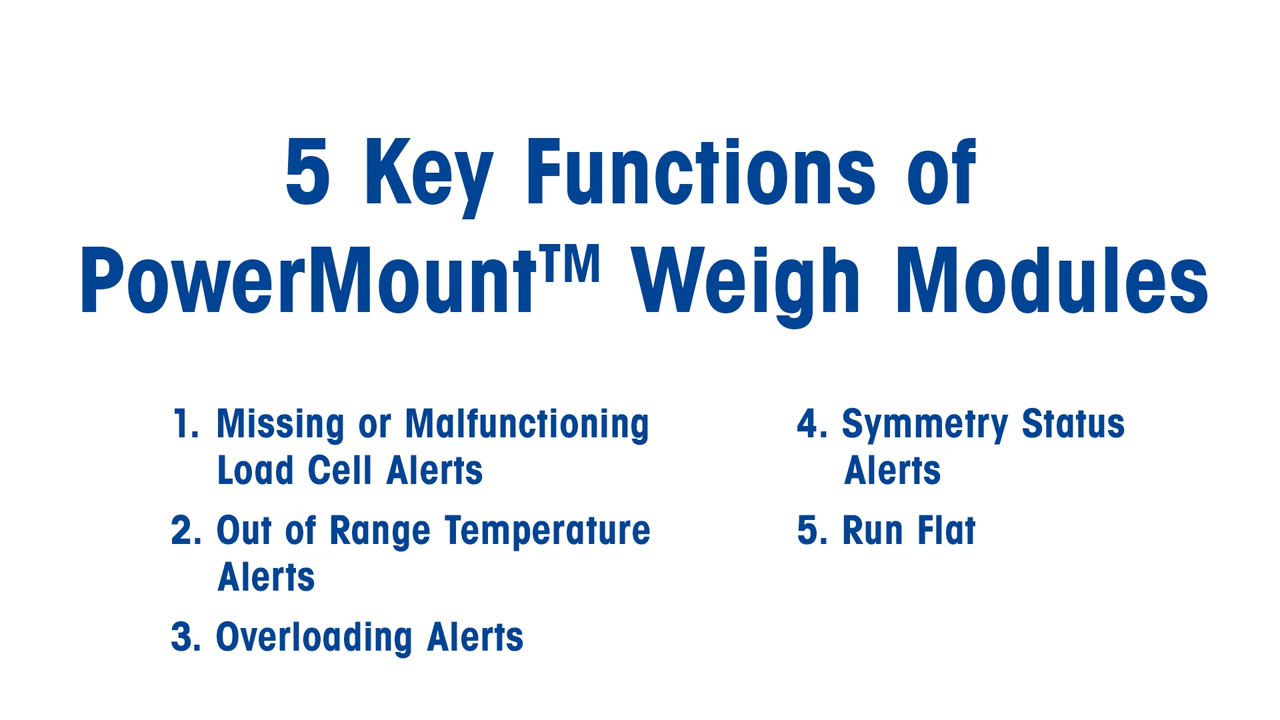 5 Key Functions of
PowerMount™ Weigh Modules
1. Missing or Malfunctioning
Load Cell Alerts
2. Out of Range Temperature
Alerts
3. Overloading Alerts
4. Symmetry Status
Alerts
5. Run Flat